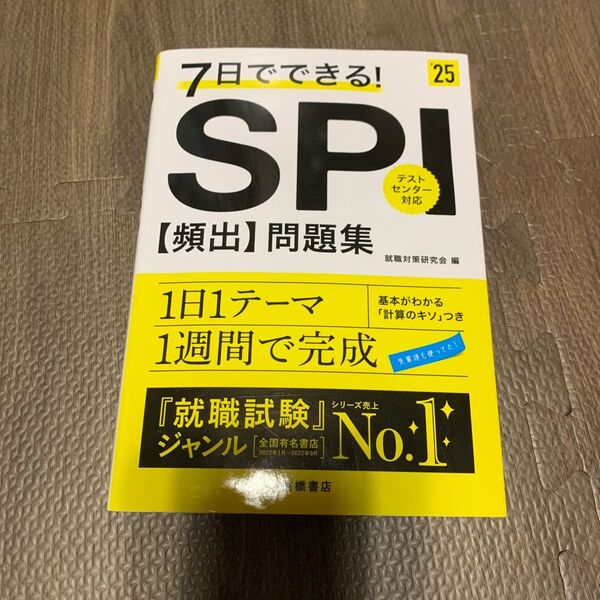 7日でできる!
'25
SPI
テスト
センター
対応
【頻出】問題集
就職対策研究会 編
1日1テーマ
1週間で完成
基本がわかる
「計算のキソ」つき
先輩達も使ってた!
『就職試験』
ジャンル
[全国有名書店
2022年1月-2022年9月]
シリーズ売上
No.1
橋書店